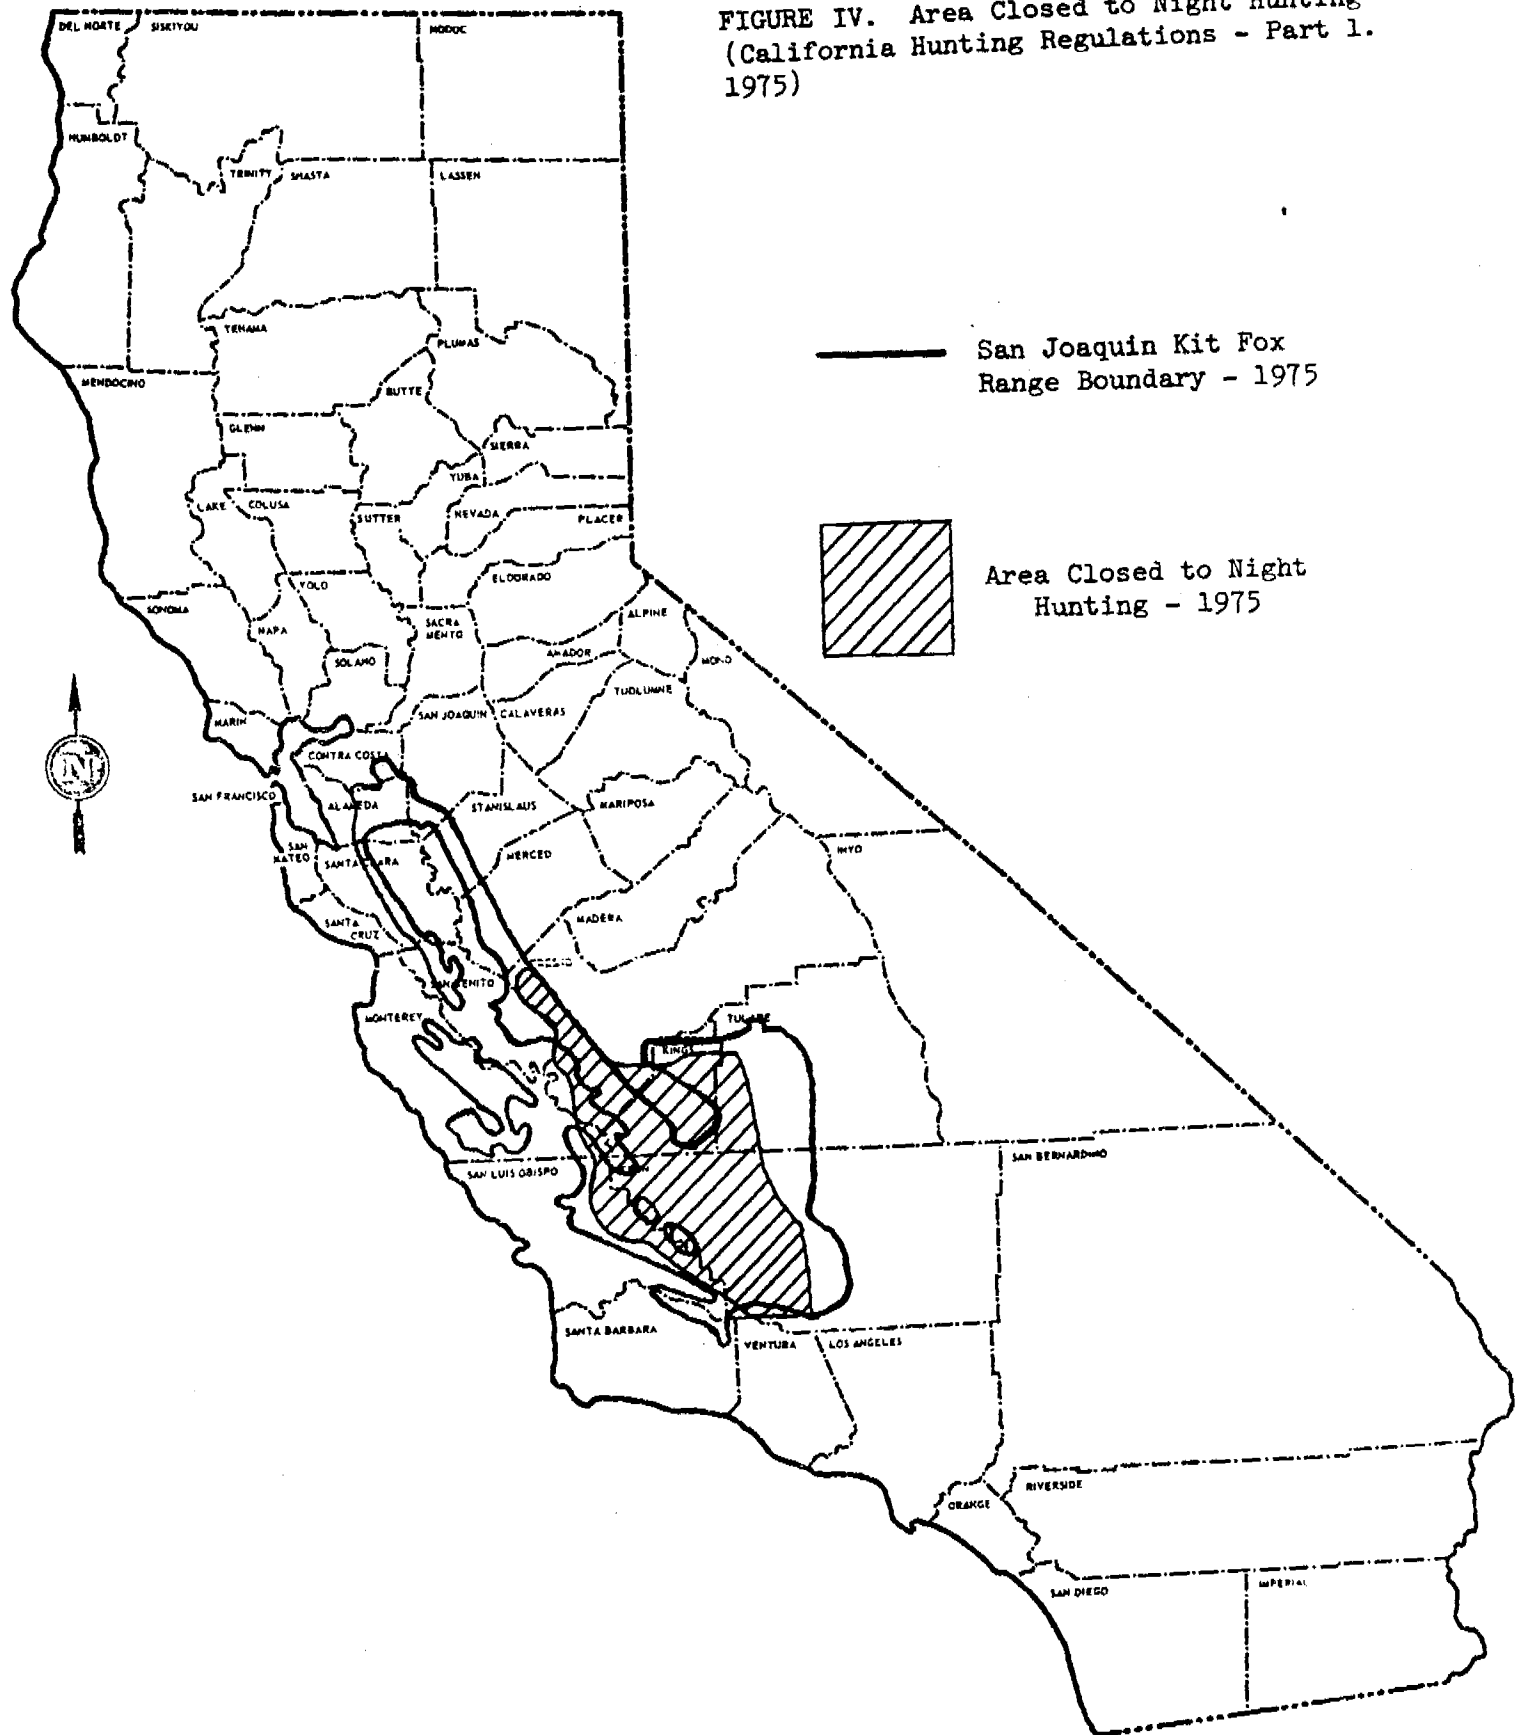 FIGURE IV. Area Closed to Night Hunting
(California Hunting Regulations - Part 1.
1975)
DEL NORTE
SISKIYOU
MODOC
HUMBOLDT
TRINITY
SHASTA
LASSEN
TEHAMA
PLUMAS
San Joaquin Kit Fox
Range Boundary - 1975
MENDOCINO
BUTTE
GLENN
SIERRA
YUBA
LAKE
COLUSA
SUTTER
NEVADA
PLACER
Area Closed to Night
Hunting - 1975
YOLO
ELDORADO
SONOMA
NAPA
SACRA
MENTO
ALPINE
SOLANO
AMADOR
MONO
TUOLUMNE
MARIN
SAN JOAQUIN
CALAVERAS
CONTRA COSTA
N
SAN FRANCISCO
ALAMEDA
STANISLAUS
MARIPOSA
SAN
MATEO
SANTA CLARA
MERCED
INYO
SANTA
CRUZ
MADERA
SAN BENITO
MONTEREY
TULARE
KINGS
SAN LUIS OBISPO
SAN BERNARDINO
SANTA BARBARA
VENTURA
LOS ANGELES
ORANGE
RIVERSIDE
SAN DIEGO
IMPERIAL